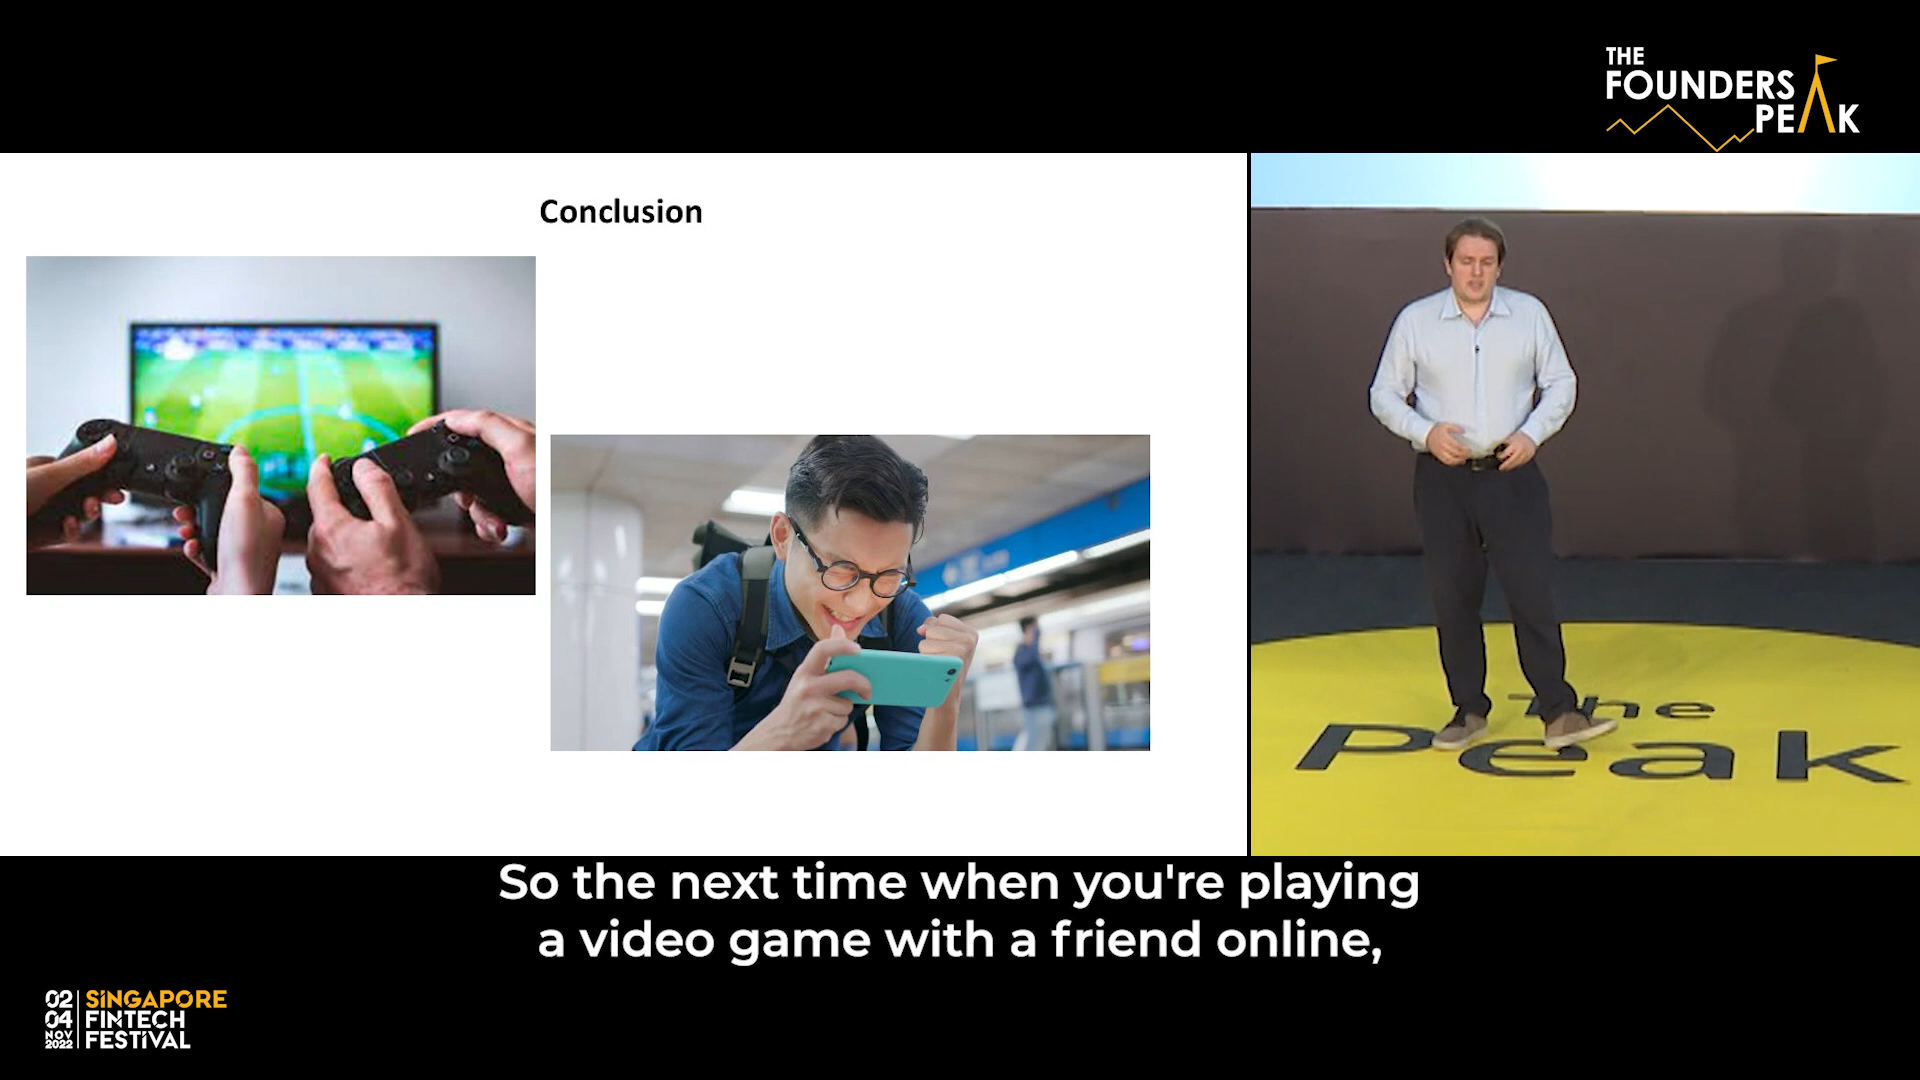 THE
FOUNDERS
PEAK
Conclusion
The
Peak
So the next time when you're playing
a video game with a friend online,
02
04
NOV
2022
SINGAPORE
FINTECH
FESTIVAL